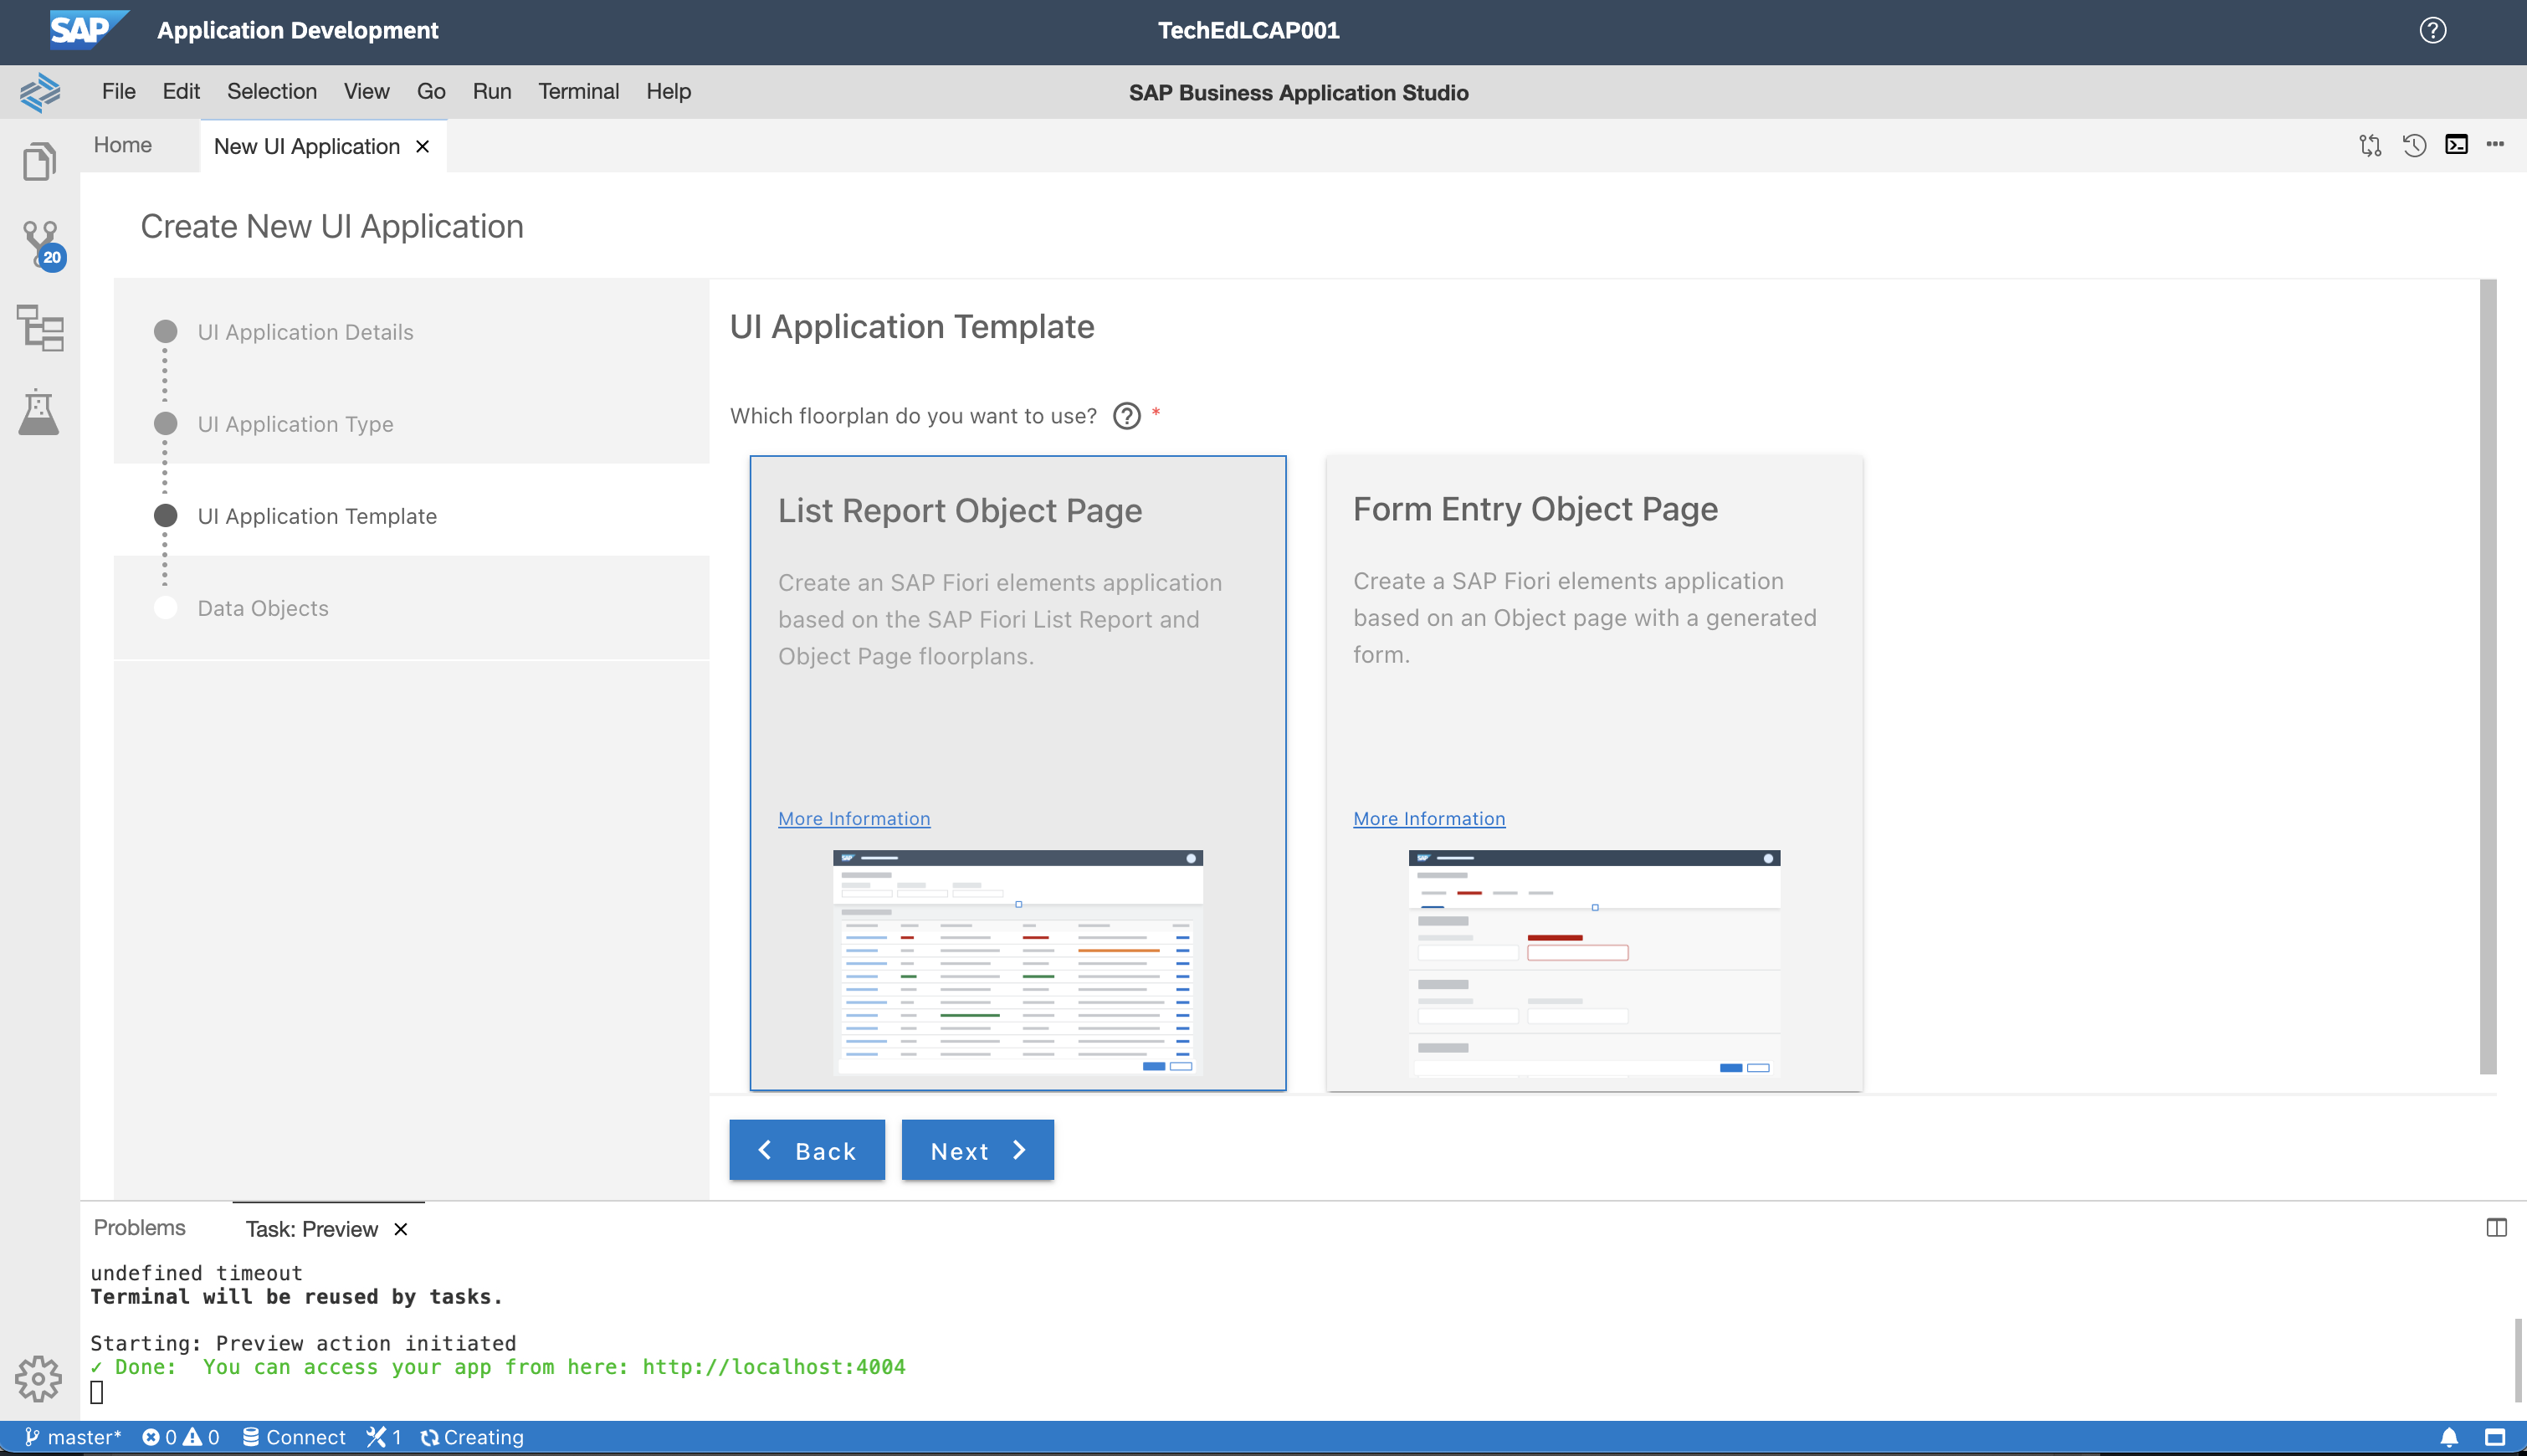 SAP Application Development TechEdLCAP001 ?
File Edit Selection View Go Run Terminal Help SAP Business Application Studio
Home New UI Application
20
Create New UI Application
UI Application Details
UI Application Type
UI Application Template
Data Objects
UI Application Template
Which floorplan do you want to use? ? *
List Report Object Page
Create an SAP Fiori elements application
based on the SAP Fiori List Report and
Object Page floorplans.
More Information
Form Entry Object Page
Create a SAP Fiori elements application
based on an Object page with a generated
form.
More Information
Back Next
Problems Task: Preview
undefined timeout
Terminal will be reused by tasks.
Starting: Preview action initiated
✓ Done: You can access your app from here: http://localhost:4004
master* 0 0 Connect 1 Creating